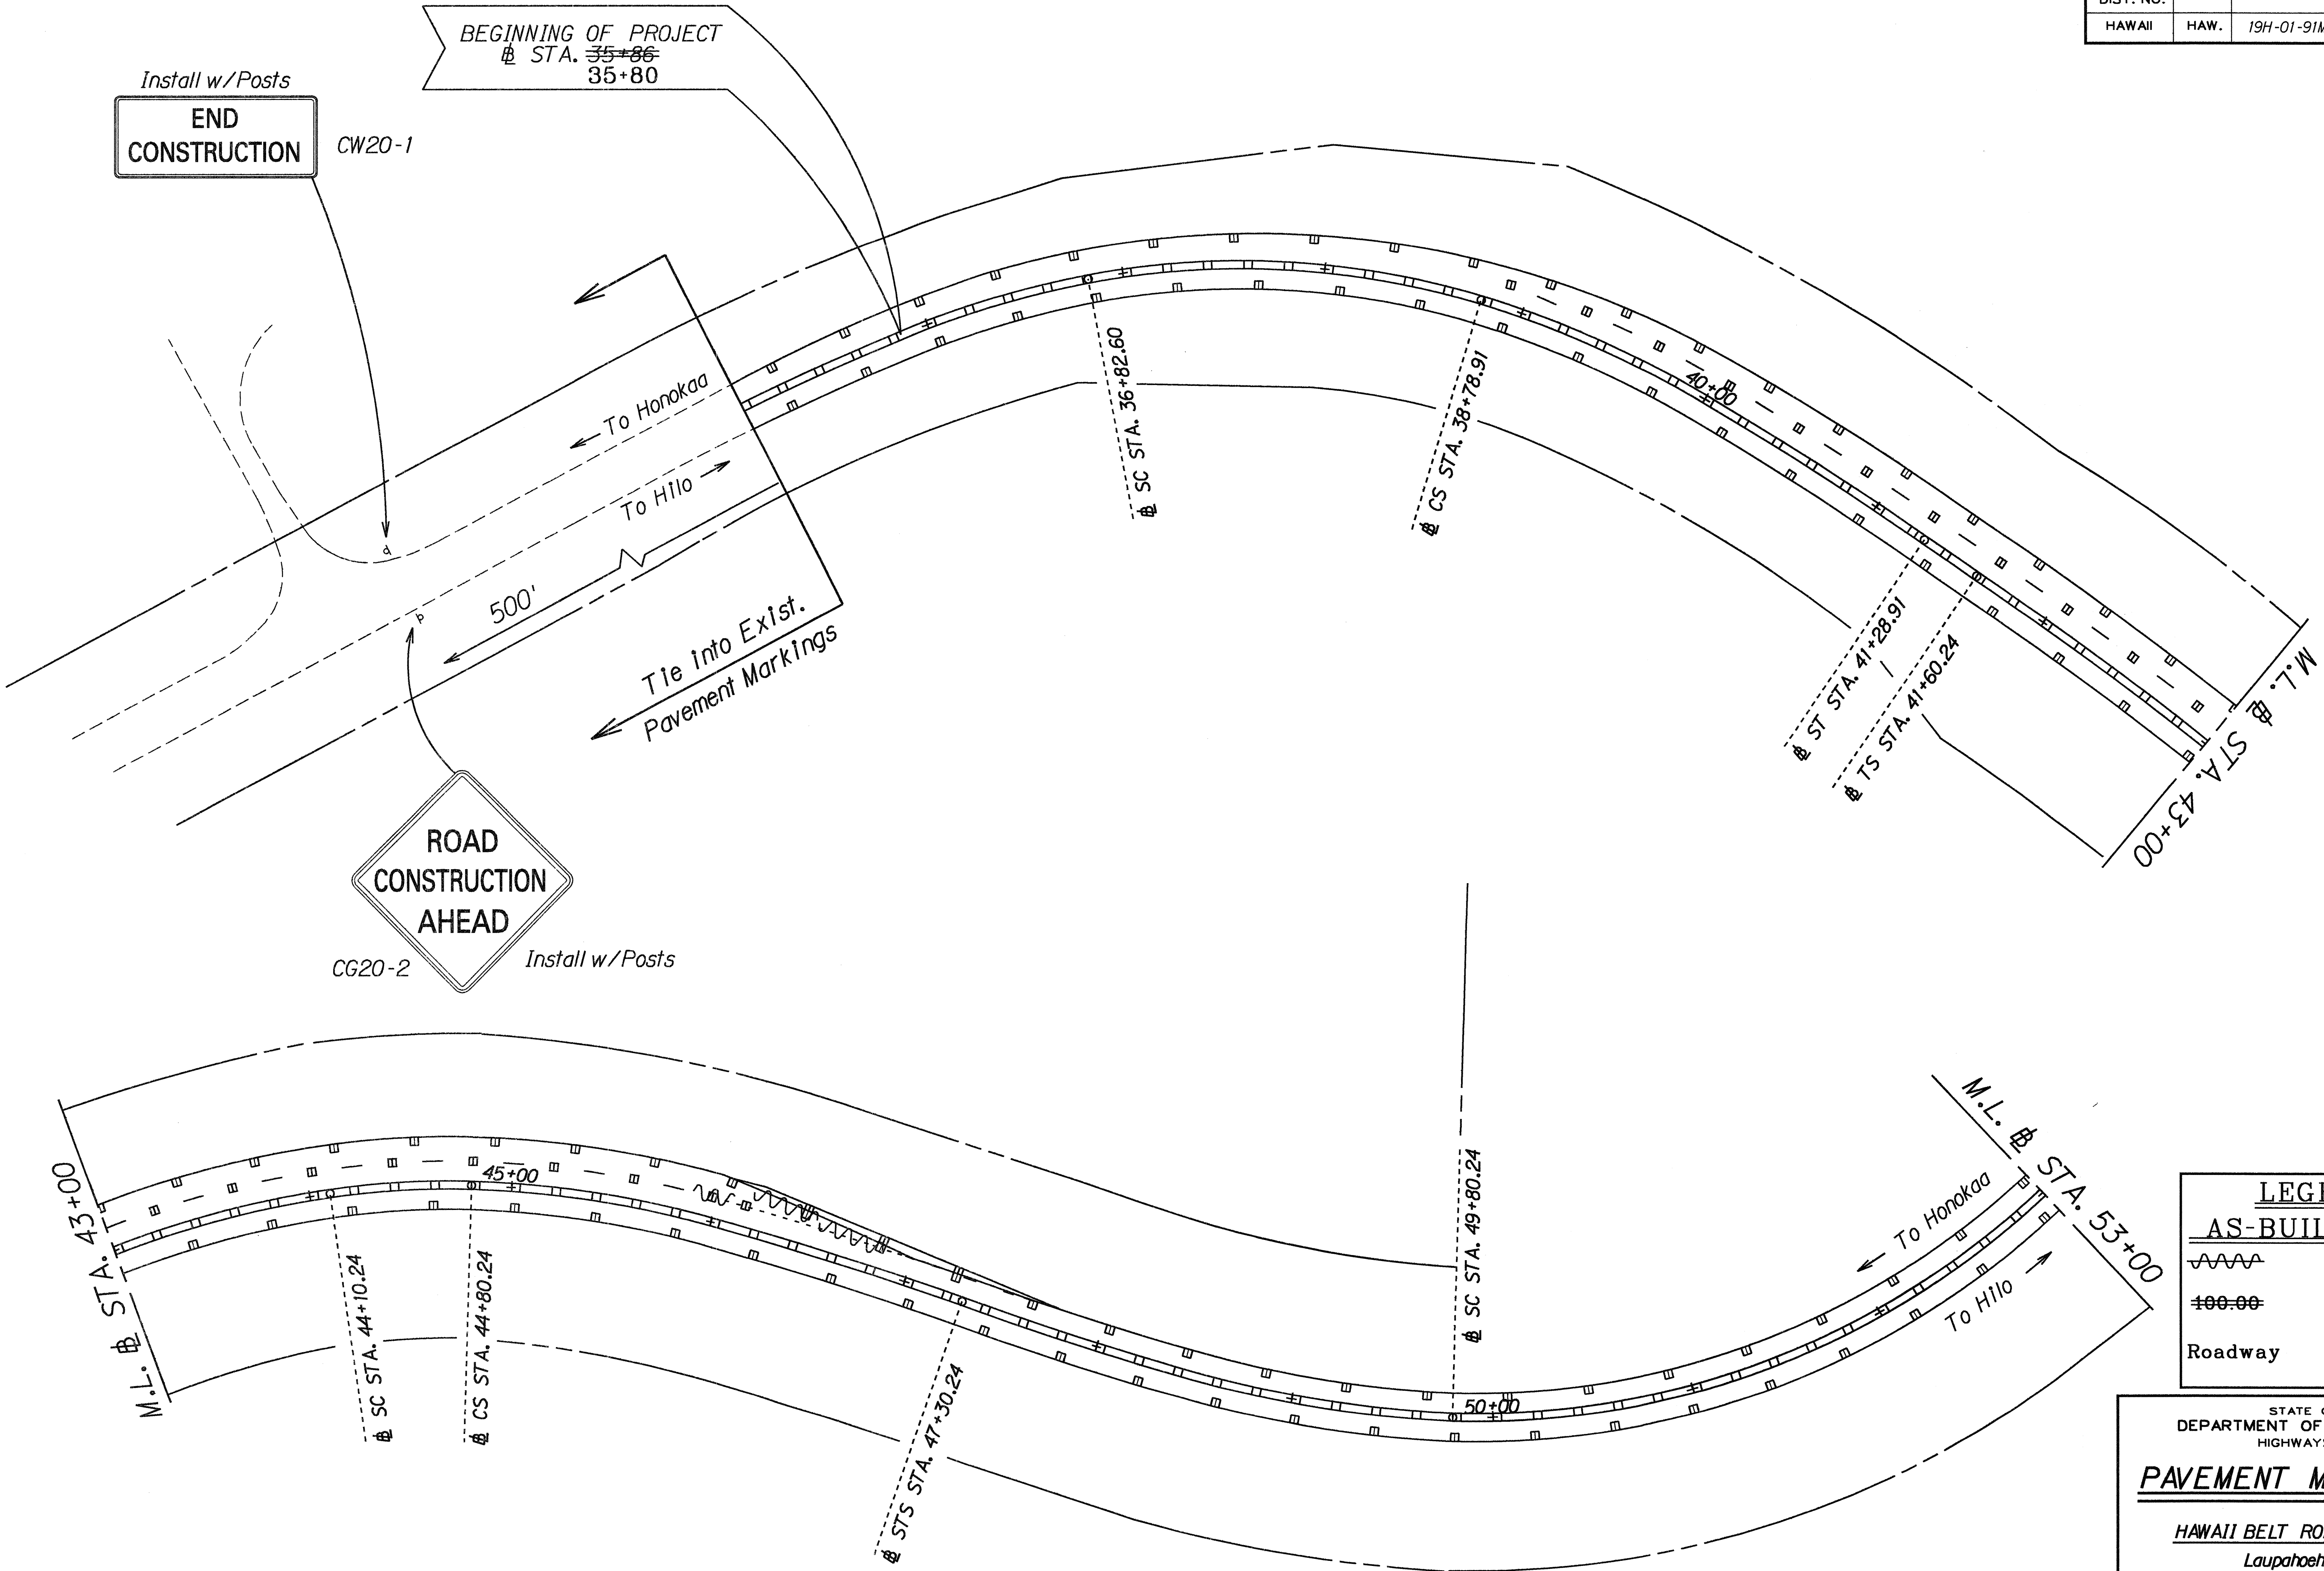 DIST. NO.
HAWAII HAW. 19H-01-91M
BEGINNING OF PROJECT
℄ STA. 35+86
35+80
Install w/Posts
END
CONSTRUCTION
CW20-1
To Honokaa
To Hilo
500'
Tie into Exist.
Pavement Markings
SC STA. 36+82.60
CS STA. 38+78.91
40+00
ST STA. 41+28.91
TS STA. 41+60.24
M.L. STA. 43+00
ROAD
CONSTRUCTION
AHEAD
CG20-2
Install w/Posts
M.L. STA. 43+00
45+00
SC STA. 44+10.24
CS STA. 44+80.24
STS STA. 47+30.24
SC STA. 49+80.24
50+00
To Honokaa
To Hilo
M.L. STA. 53+00
AS-BUIL
100.00
Roadway
STATE
DEPARTMENT OF
HIGHWAY
PAVEMENT M
HAWAII BELT RO
Laupahoeh